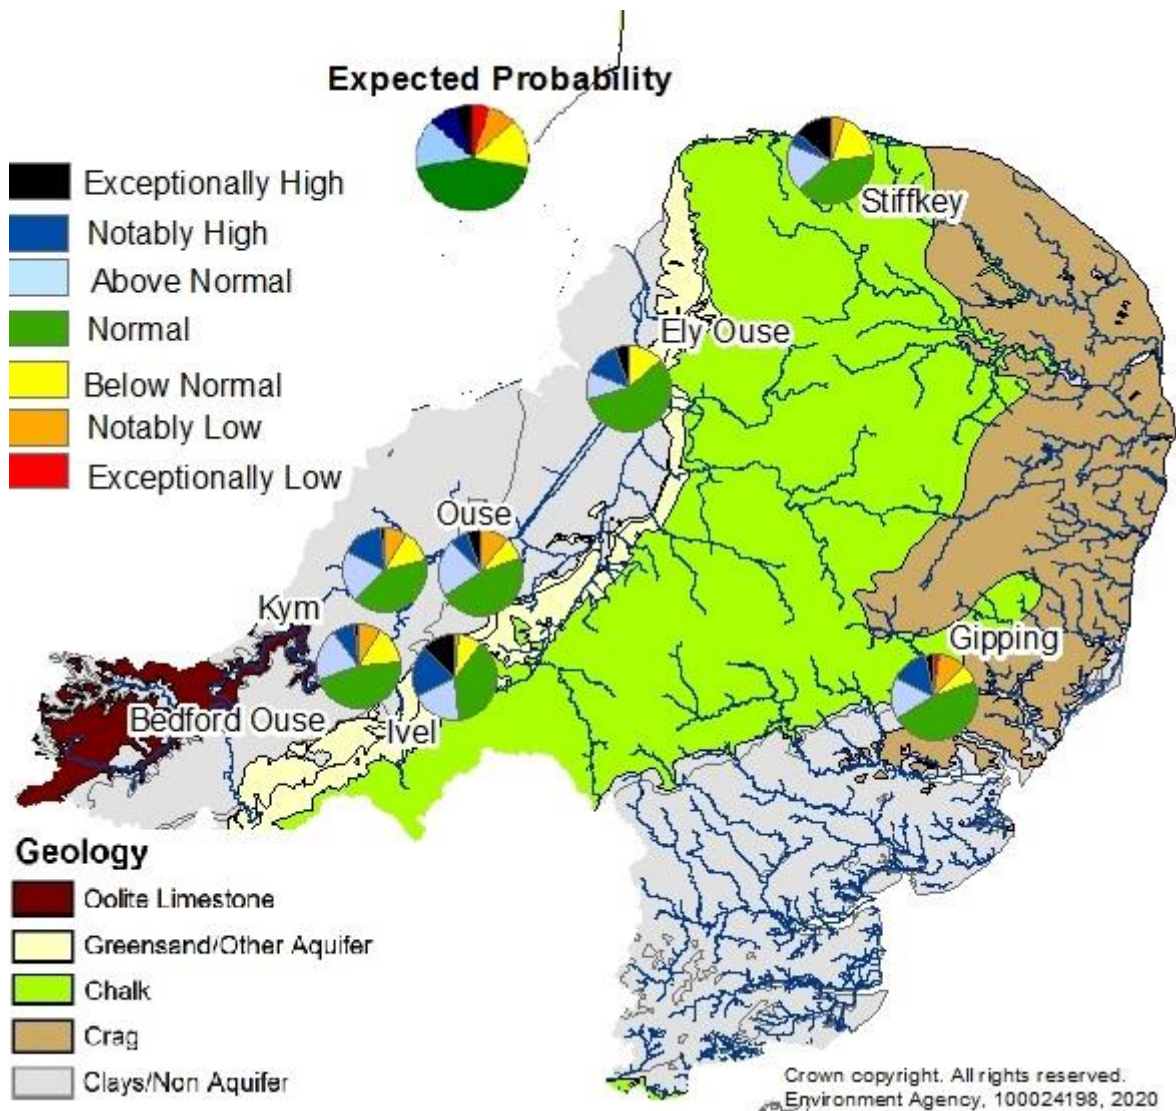 Expected Probability
Exceptionally High
Notably High
Above Normal
Normal
Below Normal
Notably Low
Exceptionally Low
Stiffkey
Ely Ouse
Ouse
Kym
Gipping
Bedford Ouse
Ivel
Geology
Oolite Limestone
Greensand/Other Aquifer
Chalk
Crag
Clays/Non Aquifer
Crown copyright. All rights reserved.
Environment Agency, 100024198, 2020